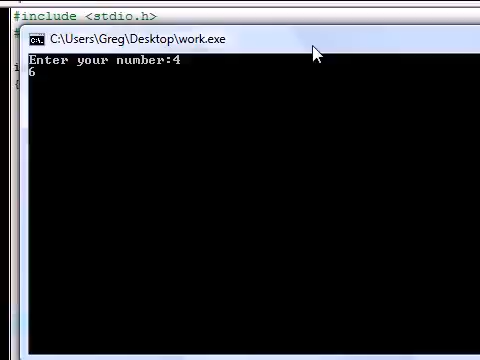 #include <stdio.h>
#
C:\Users\Greg\Desktop\work.exe
Enter your number:4
6
{